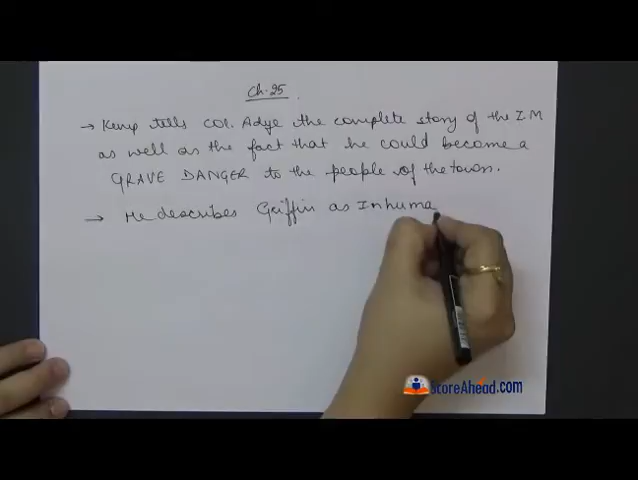 Ch. 25
→ Kemp tells Col. Adye the complete story of the I.M
as well as the fact that he could become a
GRAVE DANGER to the people of the town.
→ He describes Griffin as Inhuma
ScoreAhead.com